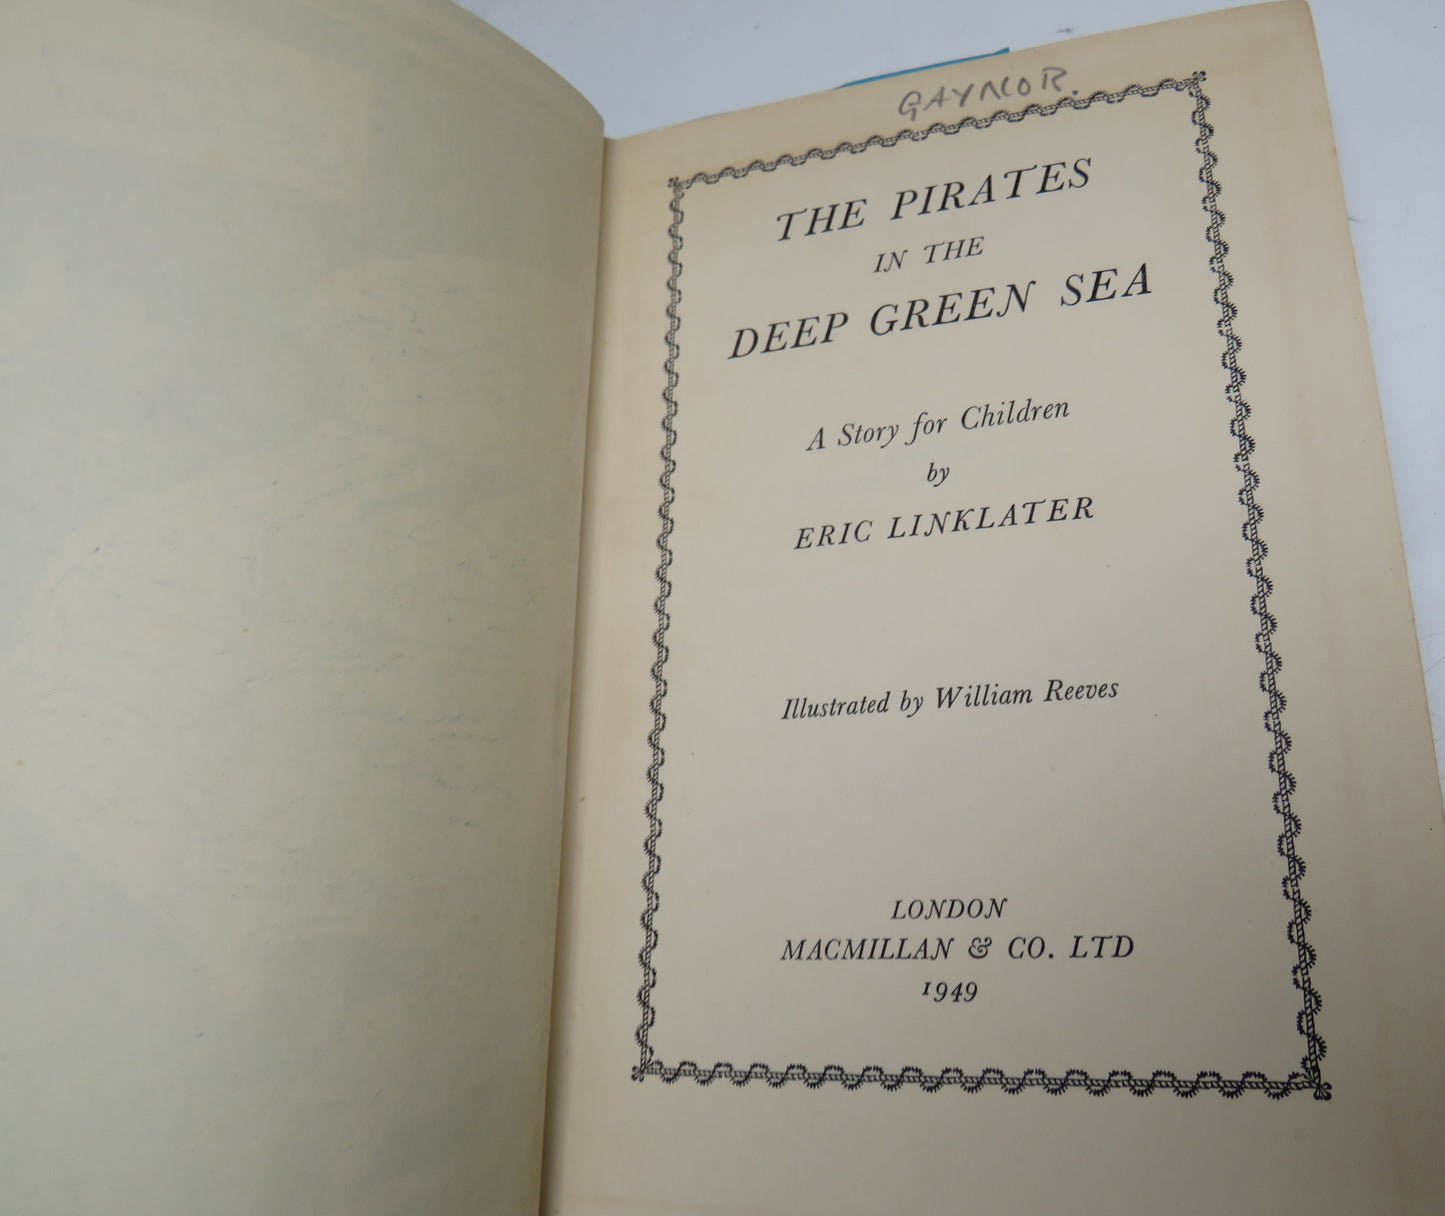 GAYNOR.
THE PIRATES
IN THE
DEEP GREEN SEA
A Story for Children
by
ERIC LINKLATER
Illustrated by William Reeves
LONDON
MACMILLAN & CO. LTD
1949